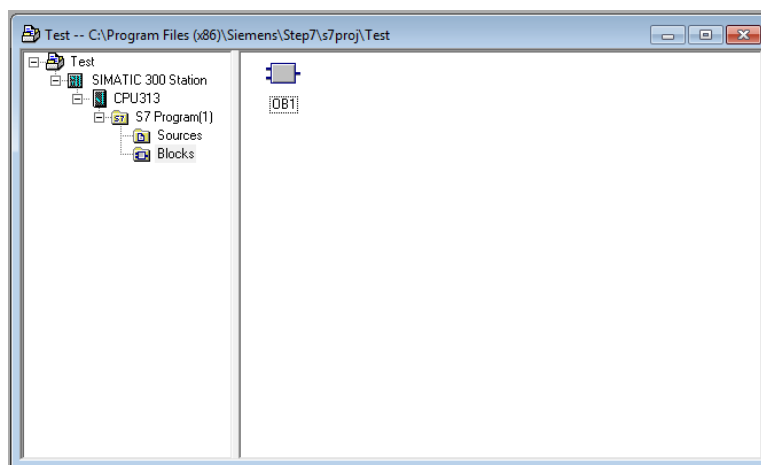 Test -- C:\Program Files (x86)\Siemens\Step7\s7proj\Test
Test
SIMATIC 300 Station
CPU313
S7 Program(1)
Sources
Blocks
OB1